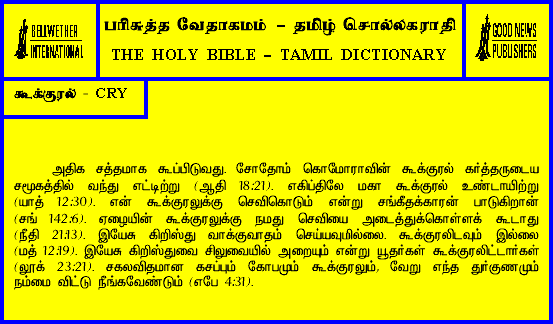 BELLWETHER
INTERNATIONAL
பரிசுத்த வேதாகமம் – தமிழ் சொல்லகராதி
THE HOLY BIBLE – TAMIL DICTIONARY
GOOD NEWS
PUBLISHERS
கூக்குரல் - CRY
அதிக சத்தமாக கூப்பிடுவது. சோதோம் கொமோராவின் கூக்குரல் கர்த்தருடைய
சமூகத்தில் வந்து எட்டிற்று (ஆதி 18:21). எகிப்திலே மகா கூக்குரல் உண்டாயிற்று
(யாத் 12:30). என் கூக்குரலுக்கு செவிகொடும் என்று சங்கீதக்காரன் பாடுகிறான்
(சங் 142:6). ஏழையின் கூக்குரலுக்கு நமது செவியை அடைத்துக்கொள்ளக் கூடாது
(நீதி 21:13). இயேசு கிறிஸ்து வாக்குவாதம் செய்யவுமில்லை. கூக்குரலிடவும் இல்லை
(மத் 12:19). இயேசு கிறிஸ்துவை சிலுவையில் அறையும் என்று யூதர்கள் கூக்குரலிட்டார்கள்
(லூக் 23:21). சகலவிதமான கசப்பும் கோபமும் கூக்குரலும், வேறு எந்த துர்குணமும்
நம்மை விட்டு நீங்கவேண்டும் (எபே 4:31).